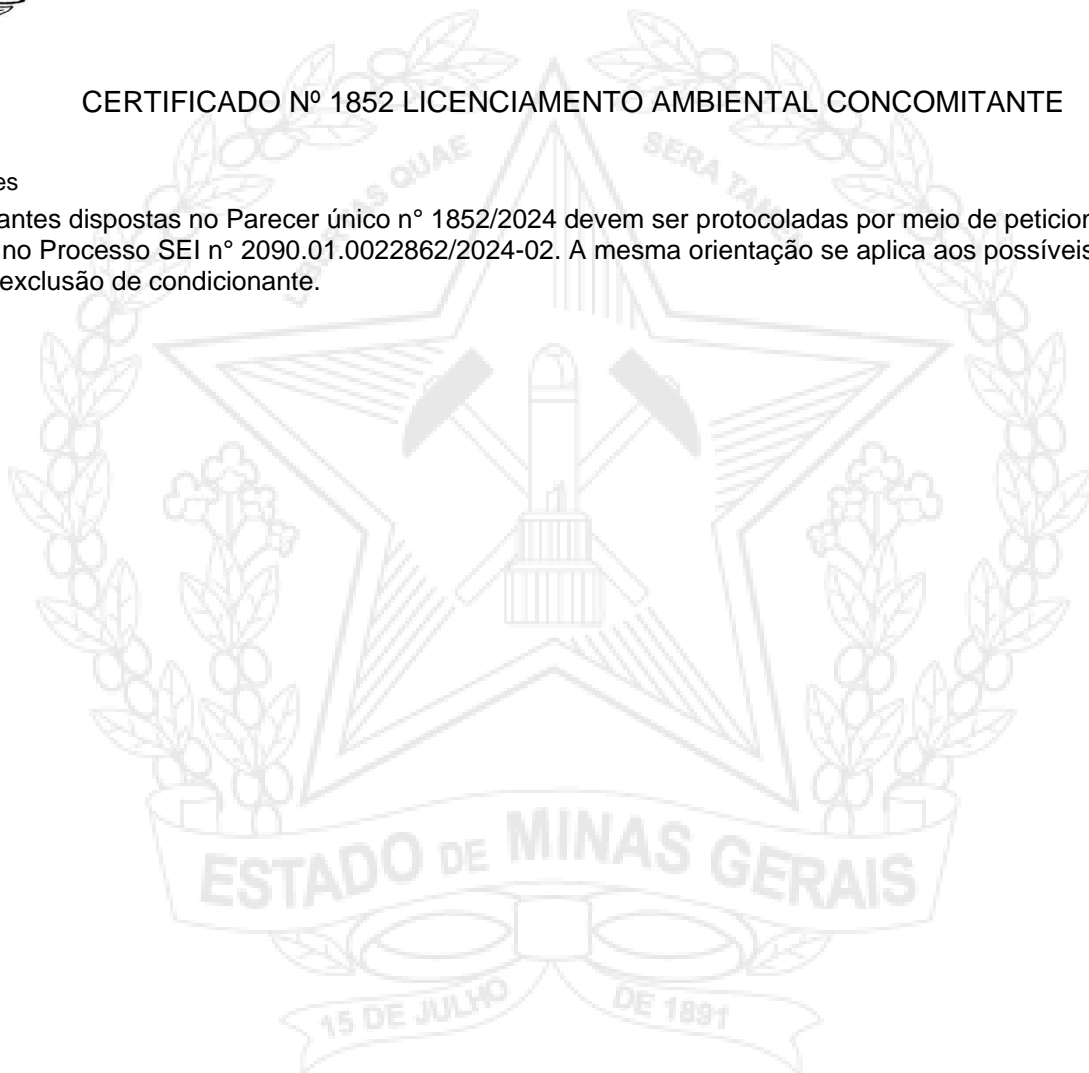 CERTIFICADO Nº 1852 LICENCIAMENTO AMBIENTAL CONCOMITANTE
es
antes dispostas no Parecer único n° 1852/2024 devem ser protocoladas por meio de peticion
no Processo SEI n° 2090.01.0022862/2024-02. A mesma orientação se aplica aos possíveis
exclusão de condicionante.
QUAE
SERA TAMEN
ESTADO DE MINAS GERAIS
15 DE JULHO
DE 1891